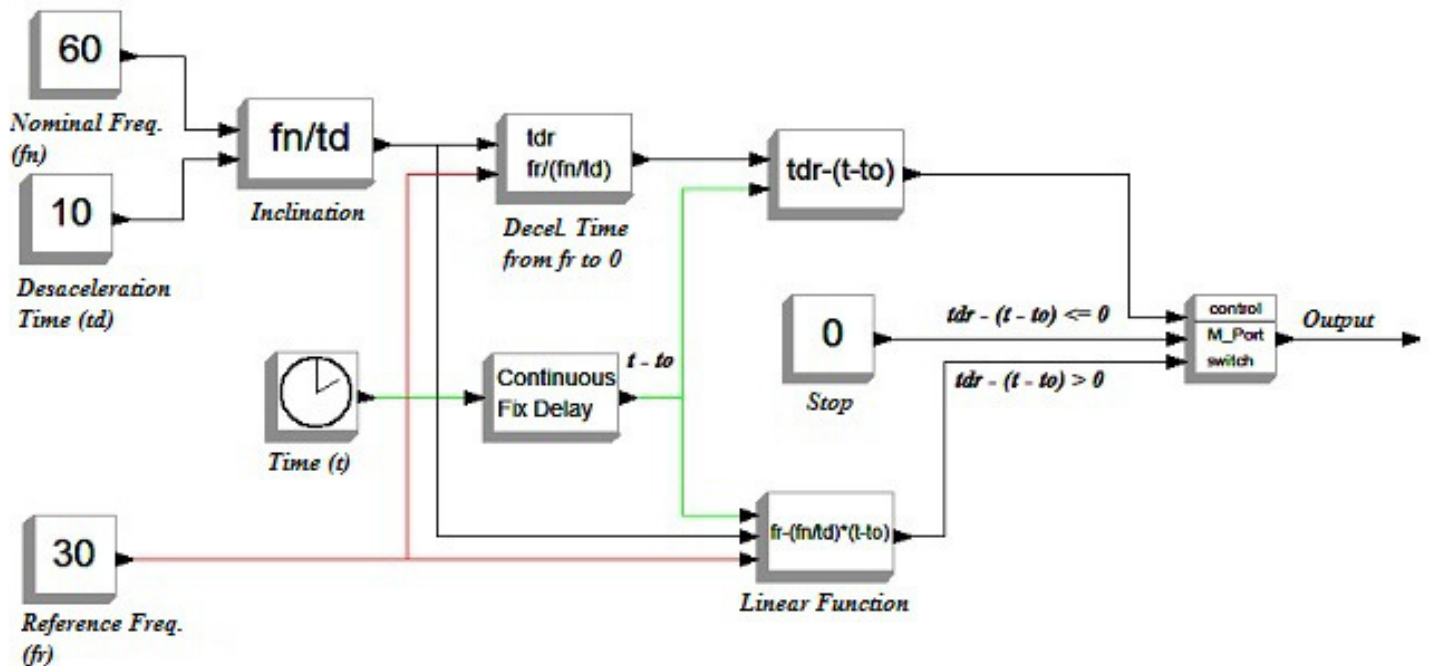 60
Nominal Freq.
(fn)
10
Desaceleration
Time (td)
fn/td
Inclination
tdr
fr/(fn/td)
Decel. Time
from fr to 0
tdr-(t-to)
0
Stop
tdr - (t - to) <= 0
tdr - (t - to) > 0
control
M_Port
switch
Output
Time (t)
Continuous
Fix Delay
t - to
30
Reference Freq.
(fr)
fr-(fn/td)*(t-to)
Linear Function